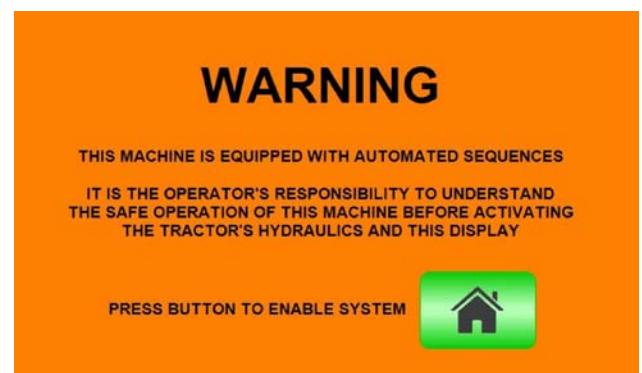 WARNING
THIS MACHINE IS EQUIPPED WITH AUTOMATED SEQUENCES
IT IS THE OPERATOR'S RESPONSIBILITY TO UNDERSTAND
THE SAFE OPERATION OF THIS MACHINE BEFORE ACTIVATING
THE TRACTOR'S HYDRAULICS AND THIS DISPLAY
PRESS BUTTON TO ENABLE SYSTEM